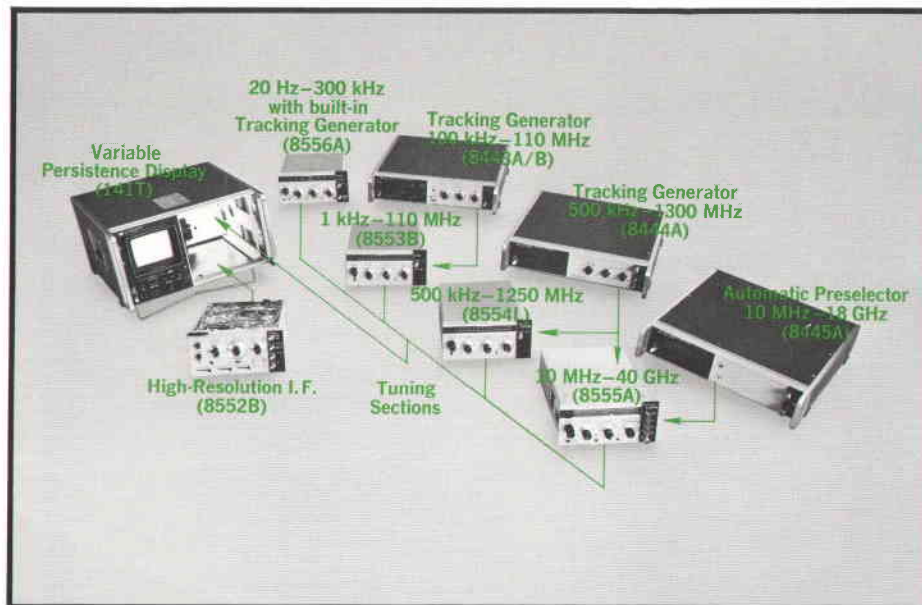 20 Hz–300 kHz
with built-in
Tracking Generator
(8556A)
Tracking Generator
100 kHz–110 MHz
(8443A/B)
Variable
Persistence Display
(141T)
1 kHz–110 MHz
(8553B)
Tracking Generator
500 kHz–1300 MHz
(8444A)
500 kHz–1250 MHz
(8554L)
Automatic Preselector
10 MHz–18 GHz
(8445A)
High-Resolution I.F.
(8552B)
Tuning
Sections
10 MHz–40 GHz
(8555A)